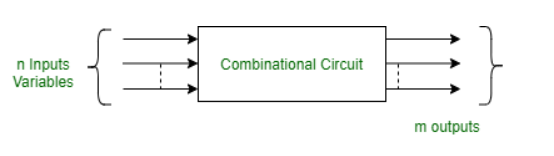 n Inputs
Variables
Combinational Circuit
m outputs